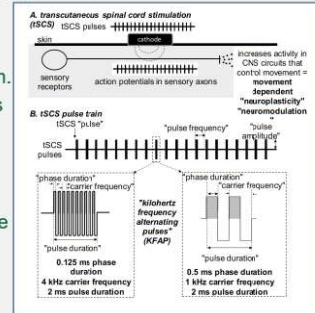 A. transcutaneous spinal cord stimulation
(tSCS) tSCS pulses
skin
cathode
sensory
receptors
action potentials in sensory axons
increases activity in
CNS circuits that
control movement =
movement
dependent
"neuroplasticity"
"neuromodulation"
B. tSCS pulse train
tSCS "pulse"
"pulse frequency"
"pulse
amplitude"
tSCS
pulses
"phase duration"
"carrier frequency"
"pulse duration"
0.125 ms phase
duration
4 kHz carrier frequency
2 ms pulse duration
"kilohertz
frequency
alternating
pulses"
(KFAP)
"phase duration"
"carrier frequency"
"pulse duration"
0.5 ms phase duration
1 kHz carrier frequency
2 ms pulse duration